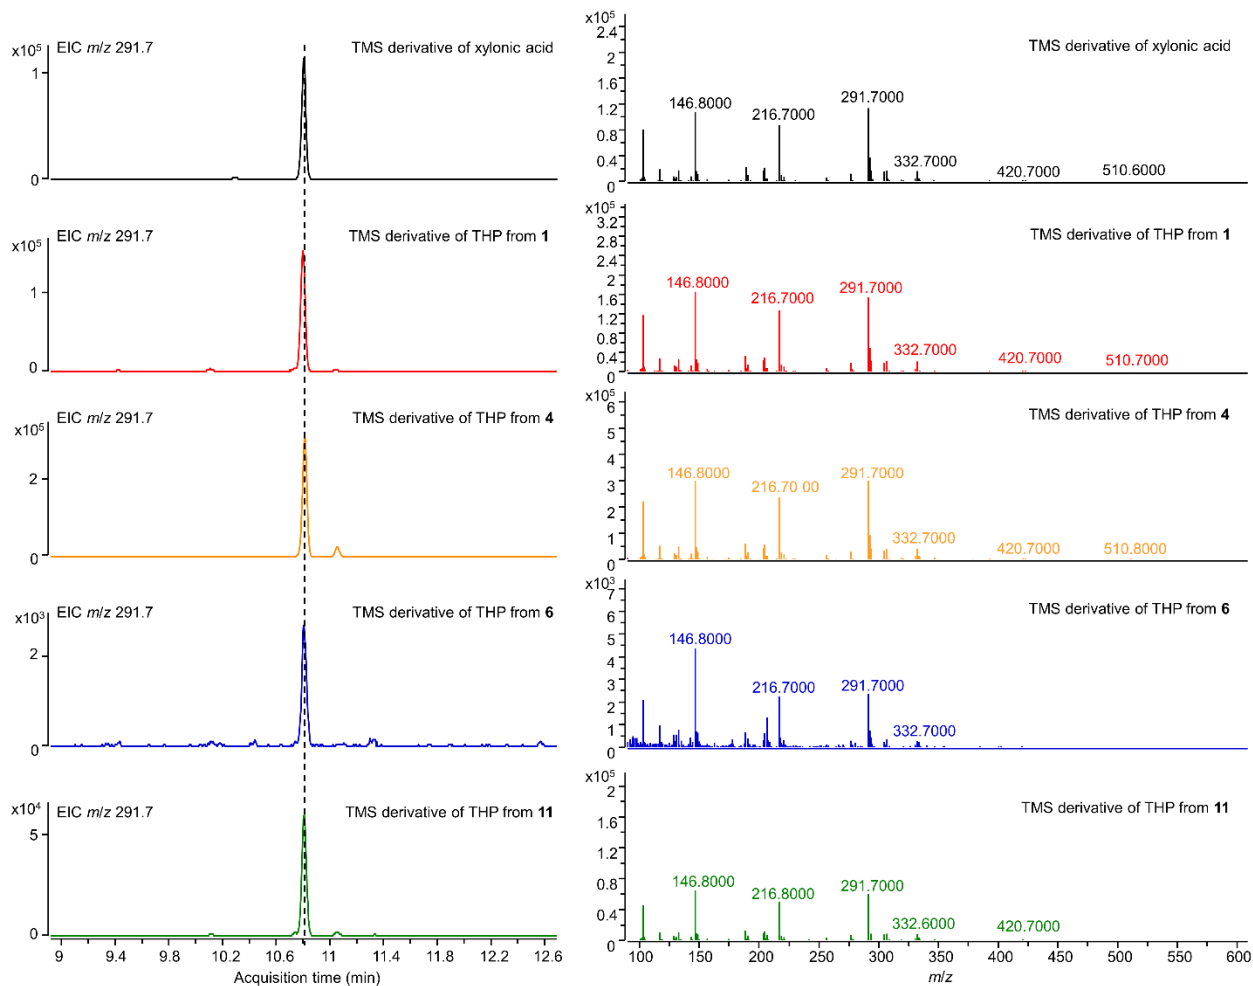 x10⁵ EIC m/z 291.7 TMS derivative of xylonic acid
1
0
x10⁵ EIC m/z 291.7 TMS derivative of THP from 1
1
0
x10⁵ EIC m/z 291.7 TMS derivative of THP from 4
2
0
x10³ EIC m/z 291.7 TMS derivative of THP from 6
2
0
x10⁴ EIC m/z 291.7 TMS derivative of THP from 11
5
0
9 9.4 9.8 10.2 10.8 11 11.4 11.8 12.2 12.6
Acquisition time (min)
x10⁵
2.4 TMS derivative of xylonic acid
2
1.6
1.2 146.8000 216.7000 291.7000
0.8
0.4 332.7000 420.7000 510.6000
0
x10⁵
3.2 TMS derivative of THP from 1
2.8
2.4
2
1.6 146.8000 216.7000 291.7000
1.2
0.8
0.4 332.7000 420.7000 510.7000
0
x10⁵
6 TMS derivative of THP from 4
5
4
3 146.8000 216.70 00 291.7000
2
1 332.7000 420.7000 510.8000
0
x10³
7
6 TMS derivative of THP from 6
5
4 146.8000
3
2 216.7000 291.7000
1 332.7000
0
x10⁵
2
1.6 TMS derivative of THP from 11
1.2
0.8 146.8000 216.8000 291.7000
0.4 332.6000 420.7000
0
100 150 200 250 300 350 400 450 500 550 600
m/z